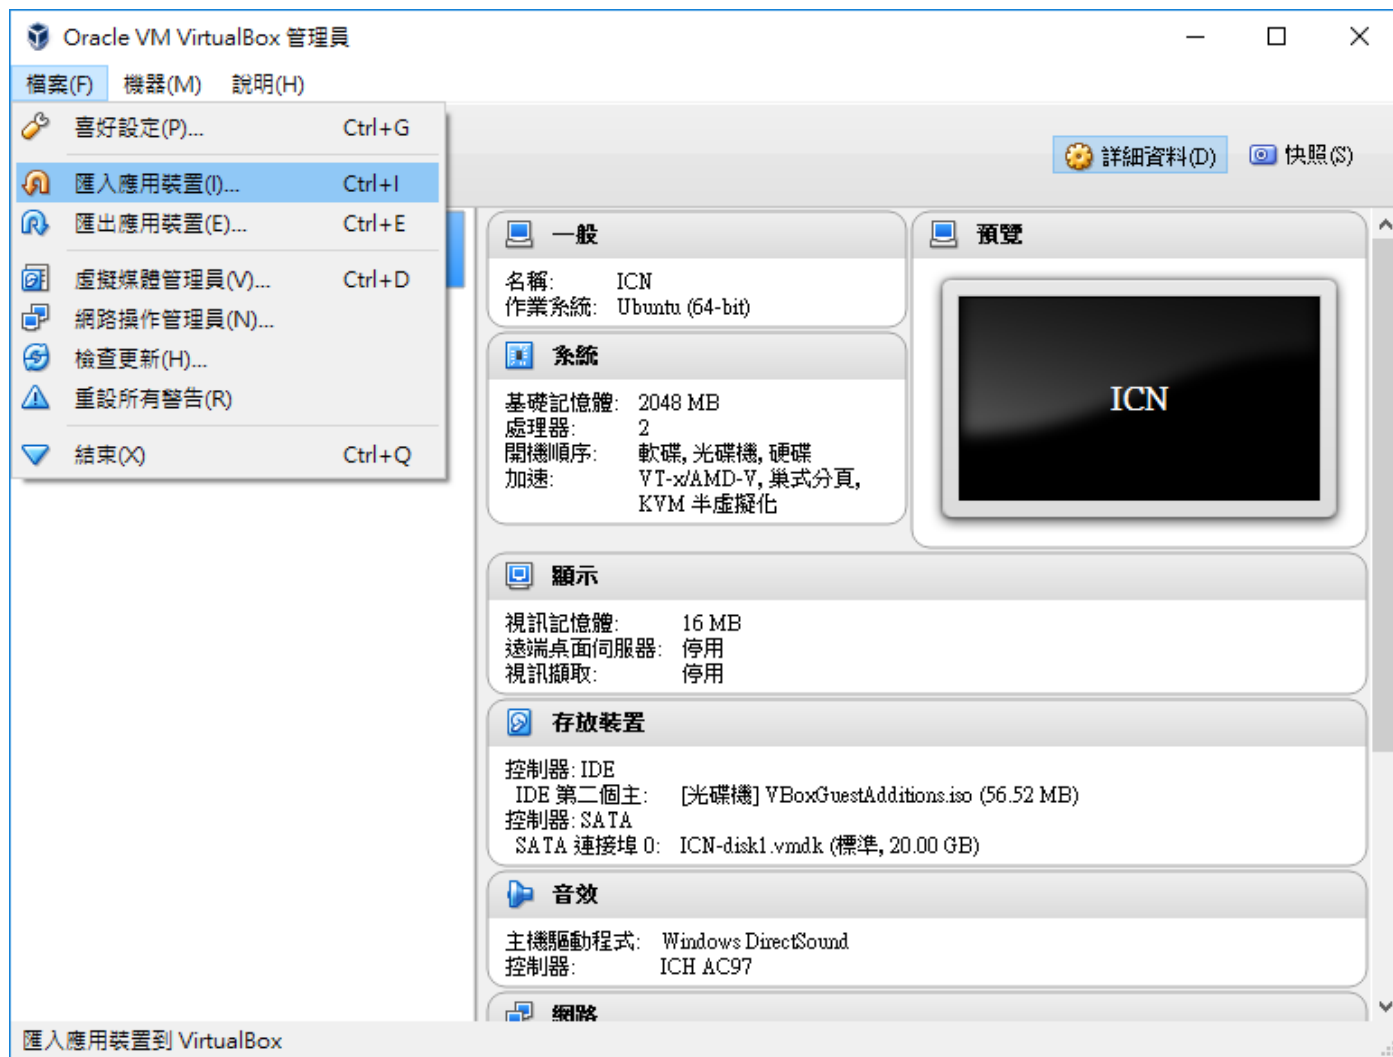 Oracle VM VirtualBox 管理員
檔案(F) 機器(M) 說明(H)
喜好設定(P)... Ctrl+G
匯入應用裝置(I)... Ctrl+I
匯出應用裝置(E)... Ctrl+E
虛擬媒體管理員(V)... Ctrl+D
網路操作管理員(N)...
檢查更新(H)...
重設所有警告(R)
結束(X) Ctrl+Q
詳細資料(D) 快照(S)
一般
名稱: ICN
作業系統: Ubuntu (64-bit)
預覽
ICN
系統
基礎記憶體: 2048 MB
處理器: 2
開機順序: 軟碟, 光碟機, 硬碟
加速: VT-x/AMD-V, 巢式分頁,
KVM 半虛擬化
顯示
視訊記憶體: 16 MB
遠端桌面伺服器: 停用
視訊擷取: 停用
存放裝置
控制器: IDE
IDE 第二個主: [光碟機] VBoxGuestAdditions.iso (56.52 MB)
控制器: SATA
SATA 連接埠 0: ICN-disk1.vmdk (標準, 20.00 GB)
音效
主機驅動程式: Windows DirectSound
控制器: ICH AC97
網路
匯入應用裝置到 VirtualBox